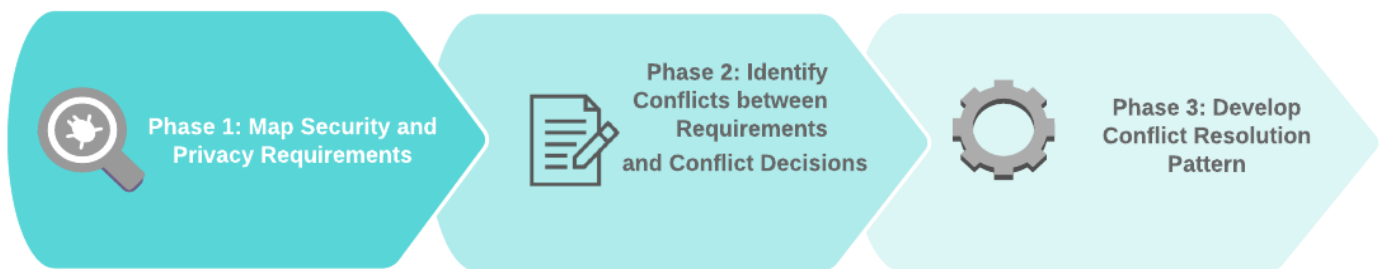 Phase 1: Map Security and
Privacy Requirements
Phase 2: Identify
Conflicts between
Requirements
and Conflict Decisions
Phase 3: Develop
Conflict Resolution
Pattern